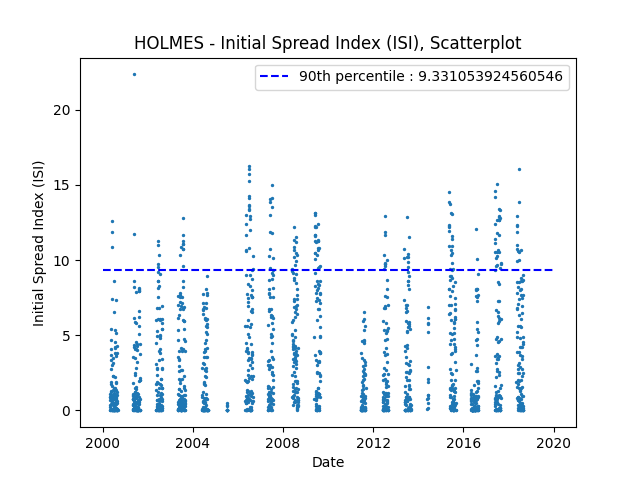 HOLMES - Initial Spread Index (ISI), Scatterplot
90th percentile : 9.331053924560546
Initial Spread Index (ISI)
20
15
10
5
0
2000 2004 2008 2012 2016 2020
Date